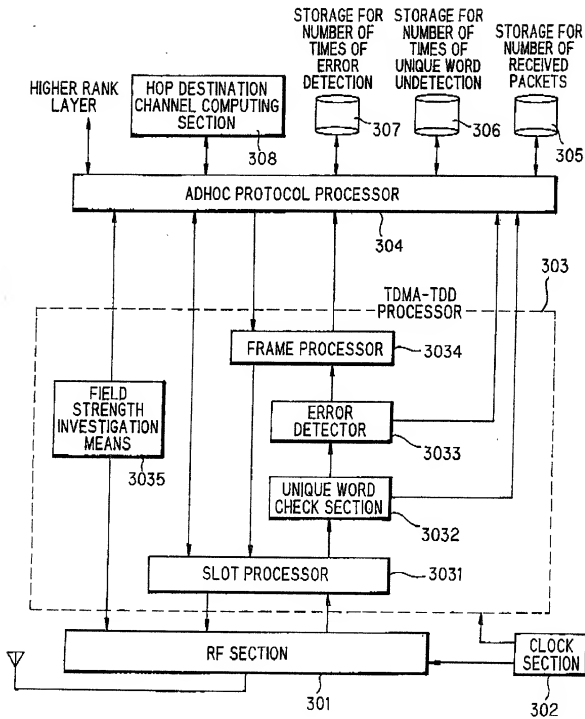 STORAGE FOR
NUMBER OF
TIMES OF
ERROR
DETECTION
STORAGE FOR
NUMBER OF
TIMES OF
UNIQUE WORD
UNDETECTION
STORAGE FOR
NUMBER OF
RECEIVED
PACKETS
HIGHER RANK
LAYER
HOP DESTINATION
CHANNEL COMPUTING
SECTION
308
307
306
305
ADHOC PROTOCOL PROCESSOR
304
303
TDMA-TDD
PROCESSOR
FRAME PROCESSOR
3034
FIELD
STRENGTH
INVESTIGATION
MEANS
3035
ERROR
DETECTOR
3033
UNIQUE WORD
CHECK SECTION
3032
SLOT PROCESSOR
3031
RF SECTION
301
CLOCK
SECTION
302